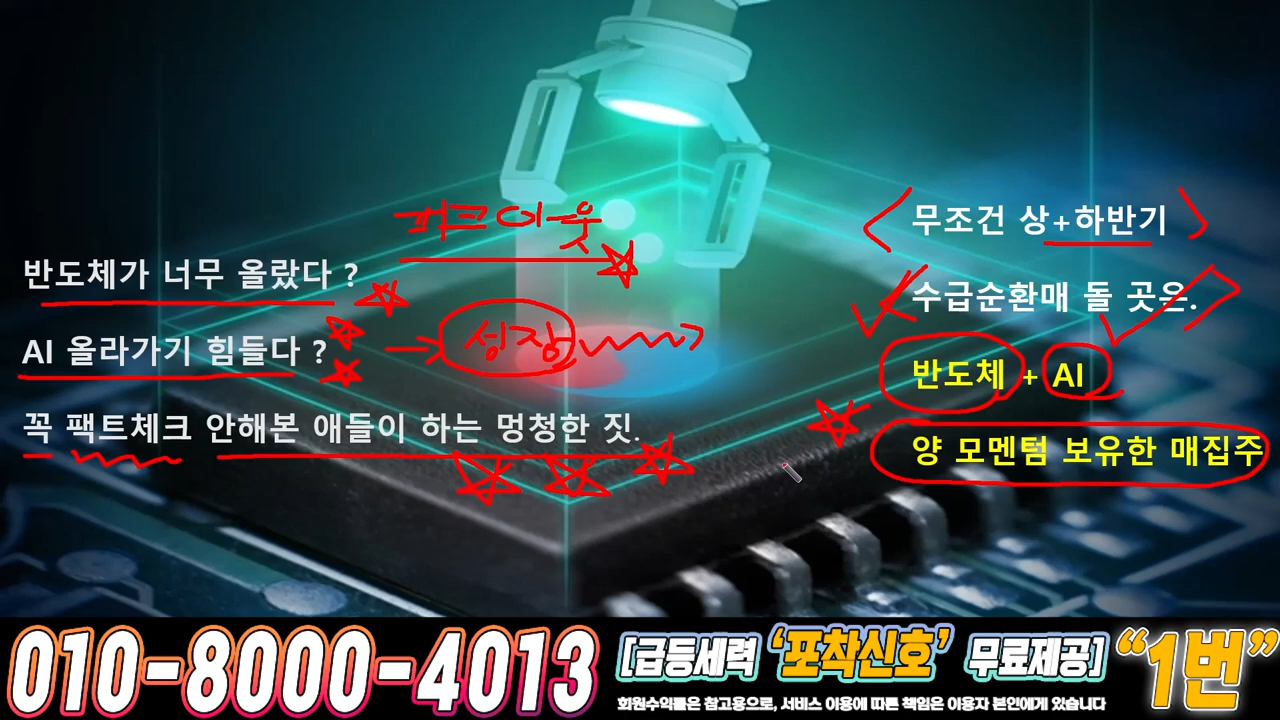 피크아웃
반도체가 너무 올랐다 ?
AI 올라가기 힘들다 ?
성장
꼭 팩트체크 안해본 애들이 하는 멍청한 짓.
무조건 상+하반기
수급순환매 돌 곳은.
반도체 + AI
양 모멘텀 보유한 매집주
010-8000-4013
[급등세력 ‘포착신호’ 무료제공] “1번”
회원수익률은 참고용으로, 서비스 이용에 따른 책임은 이용자 본인에게 있습니다